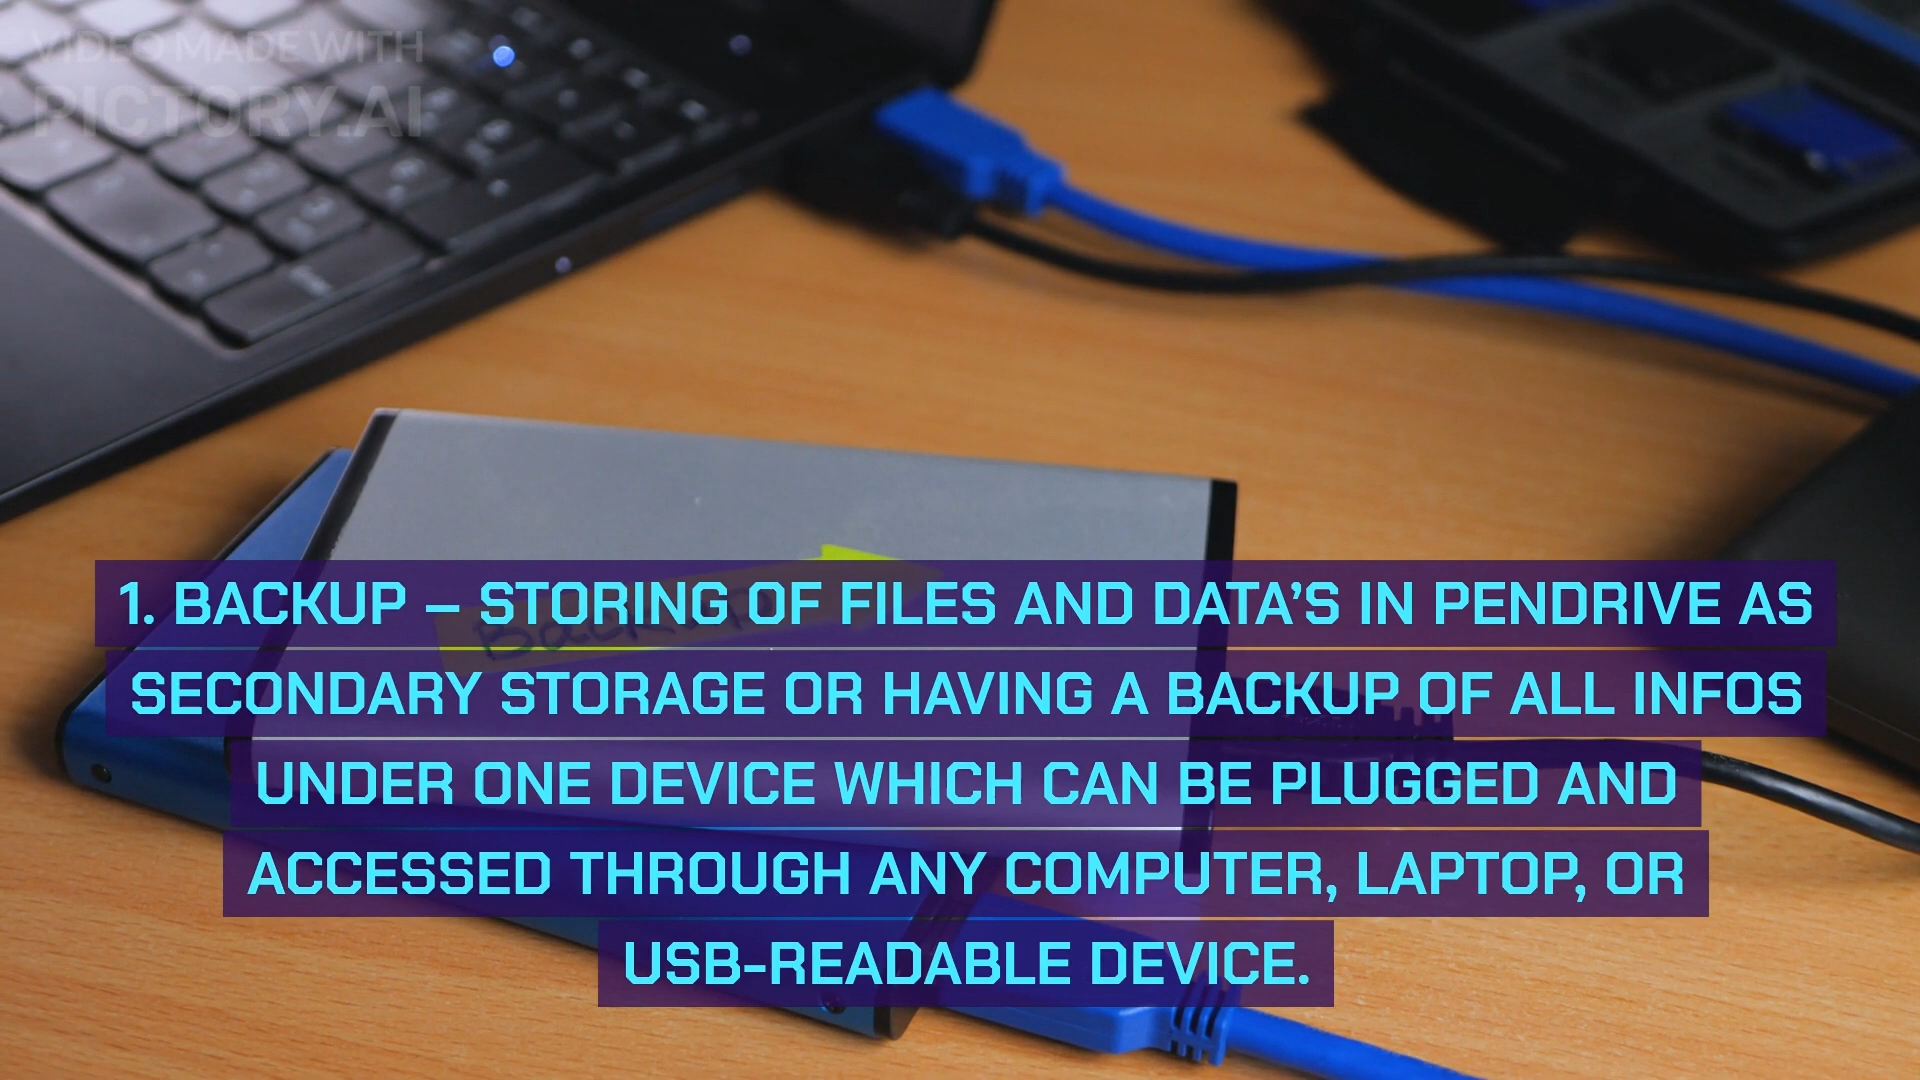 VIDEO MADE WITH
PICTORY.AI
Backup
1. BACKUP – STORING OF FILES AND DATA’S IN PENDRIVE AS
SECONDARY STORAGE OR HAVING A BACKUP OF ALL INFOS
UNDER ONE DEVICE WHICH CAN BE PLUGGED AND
ACCESSED THROUGH ANY COMPUTER, LAPTOP, OR
USB-READABLE DEVICE.